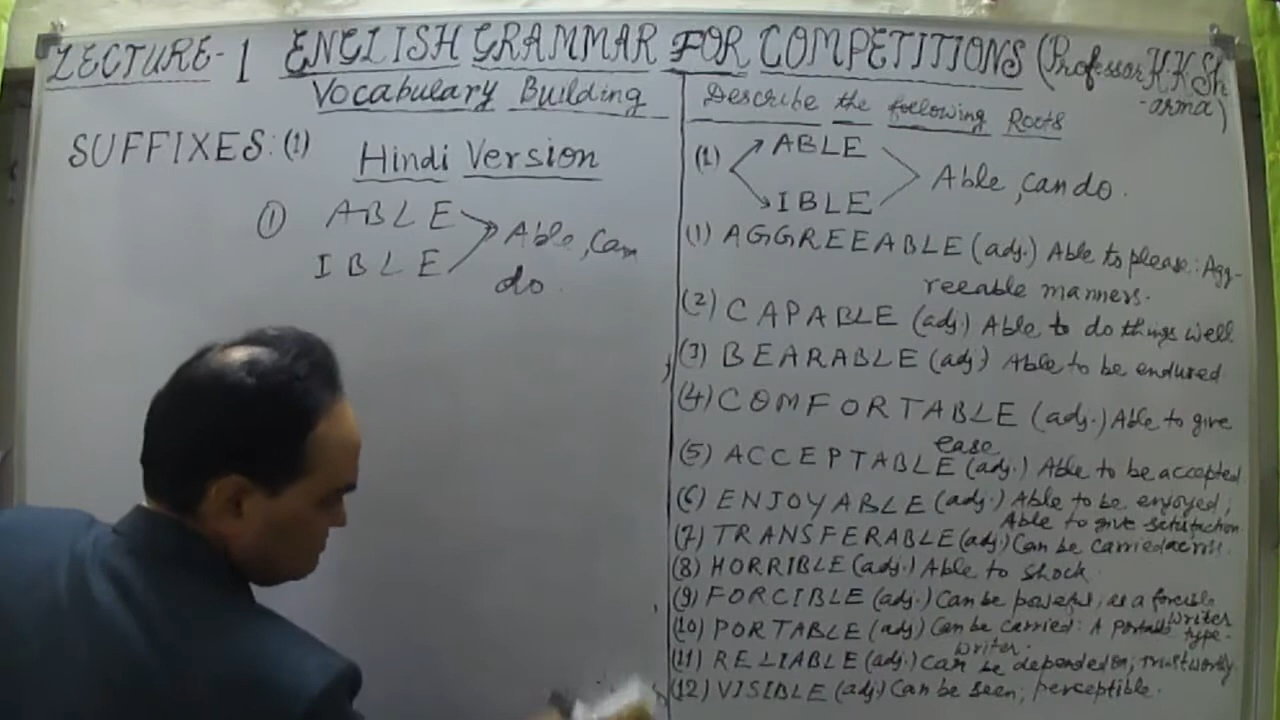 LECTURE-1 ENGLISH GRAMMAR FOR COMPETITIONS (Professor KKSh
-arma)
Vocabulary Building
SUFFIXES: (1)
Hindi Version
① ABLE
IBLE
Able, Can
do.
Describe the following Roots
(1) ABLE
IBLE
Able, can do.
(1) AGGREEABLE (adj.) Able to please: Agg-
reeable manners.
(2) CAPABLE (adj.) Able to do things well
(3) BEARABLE (adj) Able to be endured
(4) COMFORTABLE (adj.) Able to give
ease
(5) ACCEPTABLE (adj.) Able to be accepted
(6) ENJOYABLE (adj.) Able to be enjoyed;
Able to give satisfaction
(7) TRANSFERABLE (adj.) Can be carried
(8) HORRIBLE (adj.) Able to shock.
(9) FORCIBLE (adj.) Can be powerful, as a forcible
writer
(10) PORTABLE (adj) Can be carried: A Portable type-
writer.
(11) RELIABLE (adj.) Can be depended on; trustworthy
(12) VISIBLE (adj) Can be seen; perceptible.